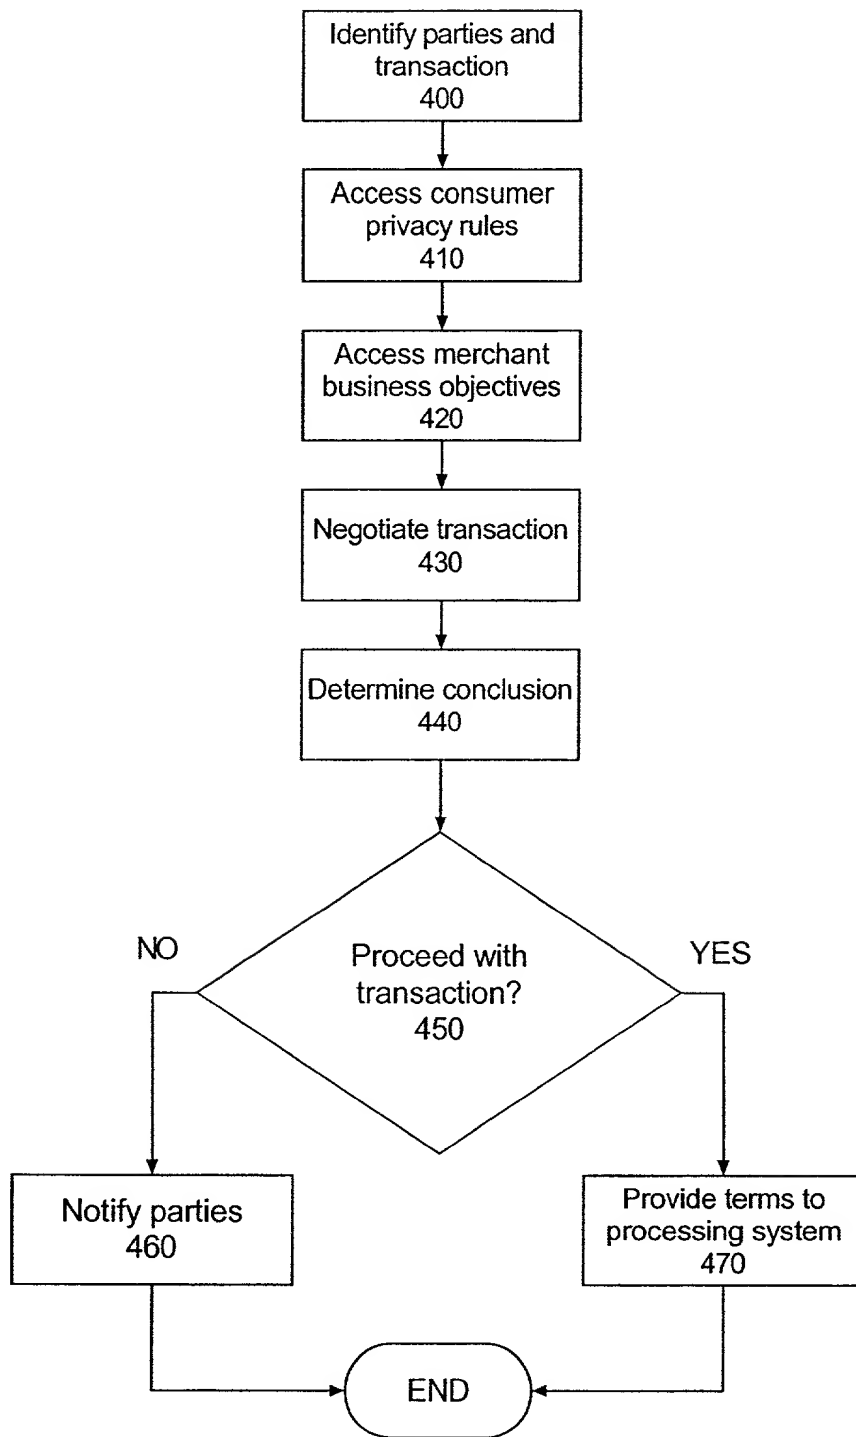 Identify parties and
transaction
400
Access consumer
privacy rules
410
Access merchant
business objectives
420
Negotiate transaction
430
Determine conclusion
440
NO
YES
Proceed with
transaction?
450
Notify parties
460
Provide terms to
processing system
470
END